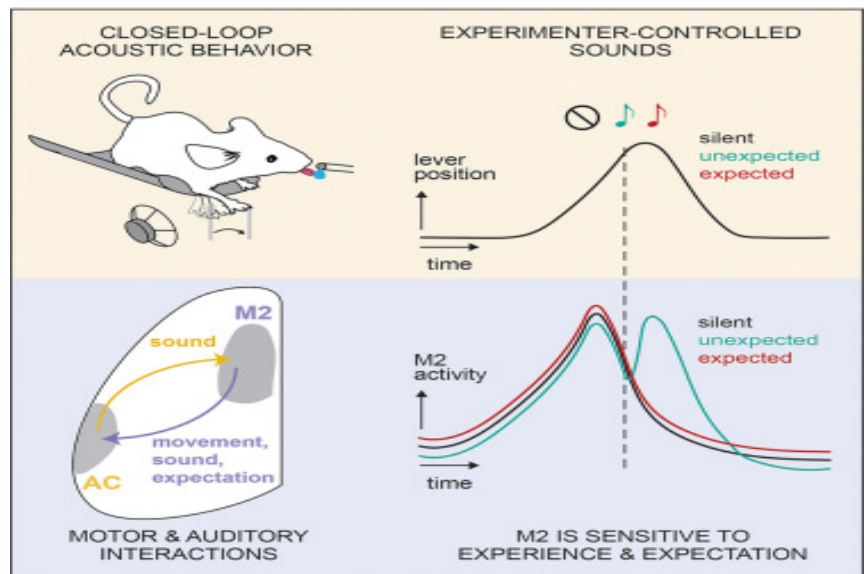 CLOSED-LOOP
ACOUSTIC BEHAVIOR
EXPERIMENTER-CONTROLLED
SOUNDS
lever
position
time
silent
unexpected
expected
M2
sound
movement,
sound,
expectation
AC
MOTOR & AUDITORY
INTERACTIONS
M2
activity
time
silent
unexpected
expected
M2 IS SENSITIVE TO
EXPERIENCE & EXPECTATION